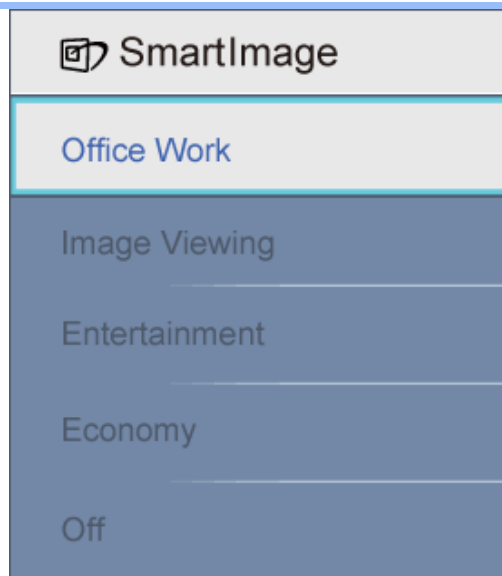 SmartImage
Office Work
Image Viewing
Entertainment
Economy
Off